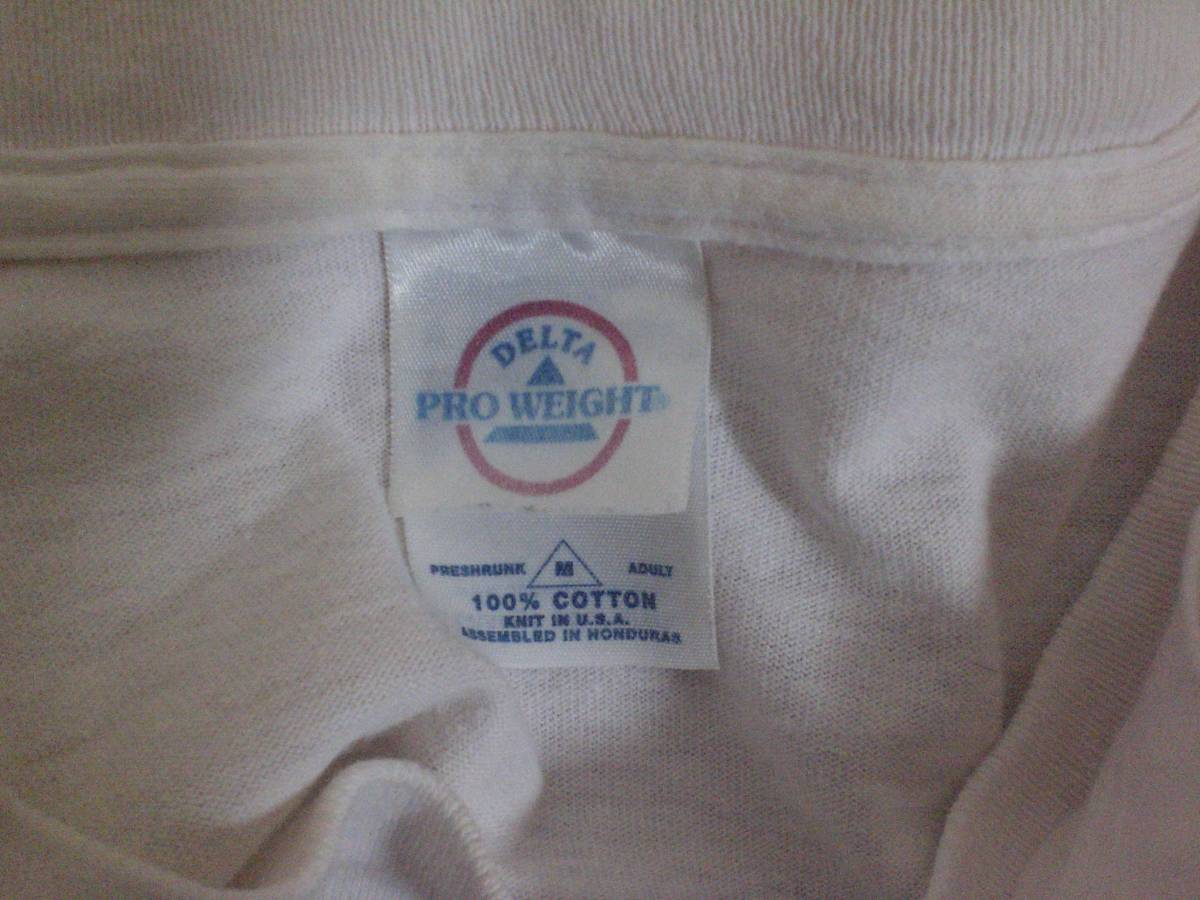 DELTA
PRO WEIGHT®
PRESHRUNK M ADULT
100% COTTON
KNIT IN U.S.A.
ASSEMBLED IN HONDURAS